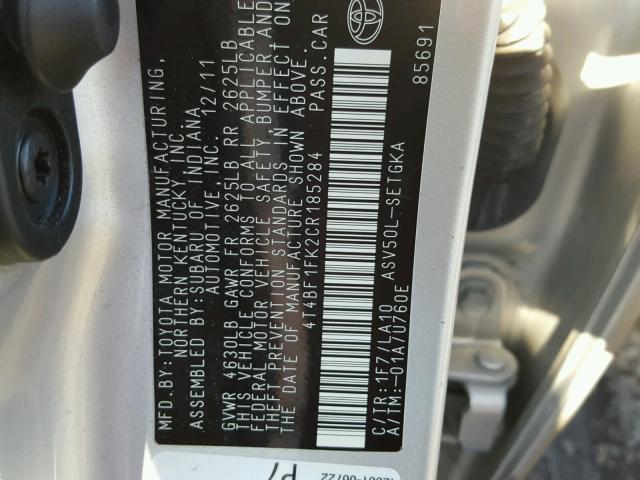 MFD. BY:TOYOTA MOTOR MANUFACTURING,
NORTHERN KENTUCKY, INC.
ASSEMBLED BY:SUBARU OF INDIANA
AUTOMOTIVE, INC. 12/11
GVWR 4630LB GAWR FR 2625LB RR 2625LB
THIS VEHICLE CONFORMS TO ALL APPLICABLE
FEDERAL MOTOR VEHICLE SAFETY, BUMPER AND
THEFT PREVENTION STANDARDS IN EFFECT ON
THE DATE OF MANUFACTURE SHOWN ABOVE.
4T4BF1FK2CR185284 PASS.CAR
C/TR:1F7/LA10 ASV50L-SETGKA
A/TM:-01A/U760E
85691